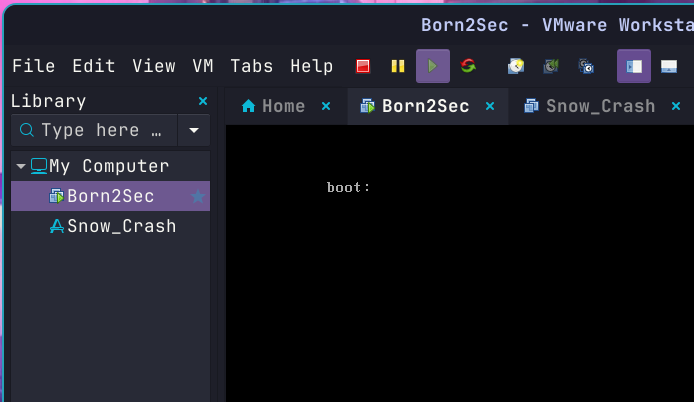 Born2Sec - VMware Worksta
File Edit View VM Tabs Help
Library
Home Born2Sec Snow_Crash
Type here ...
My Computer
Born2Sec
Snow_Crash
boot: